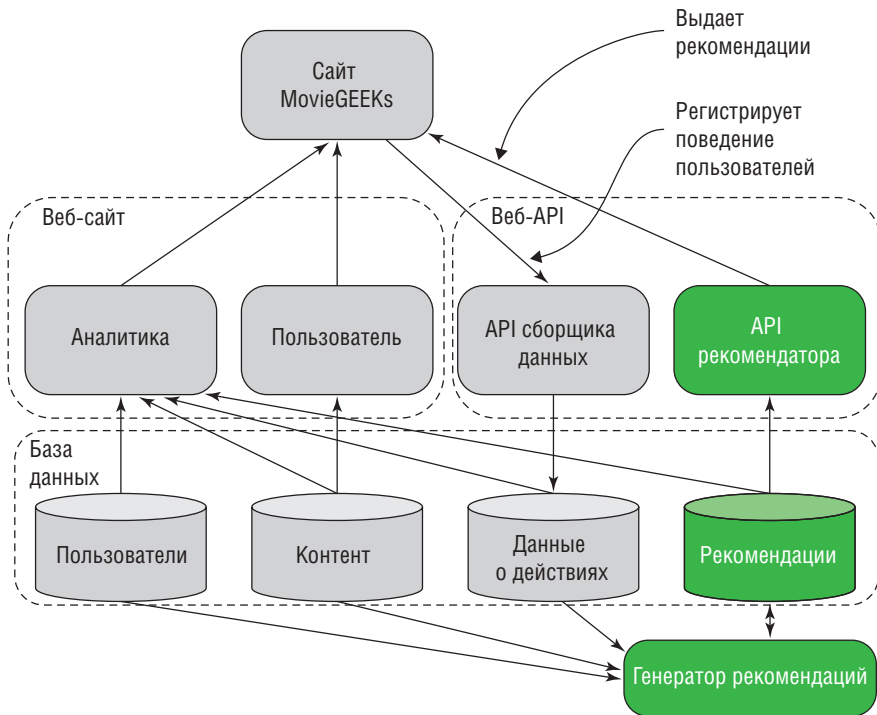 Выдает
рекомендации
Сайт
MovieGEEKs
Регистрирует
поведение
пользователей
Веб-сайт
Веб-API
Аналитика
Пользователь
API сборщика
данных
API
рекомендатора
База
данных
Пользователи
Контент
Данные
о действиях
Рекомендации
Генератор рекомендаций